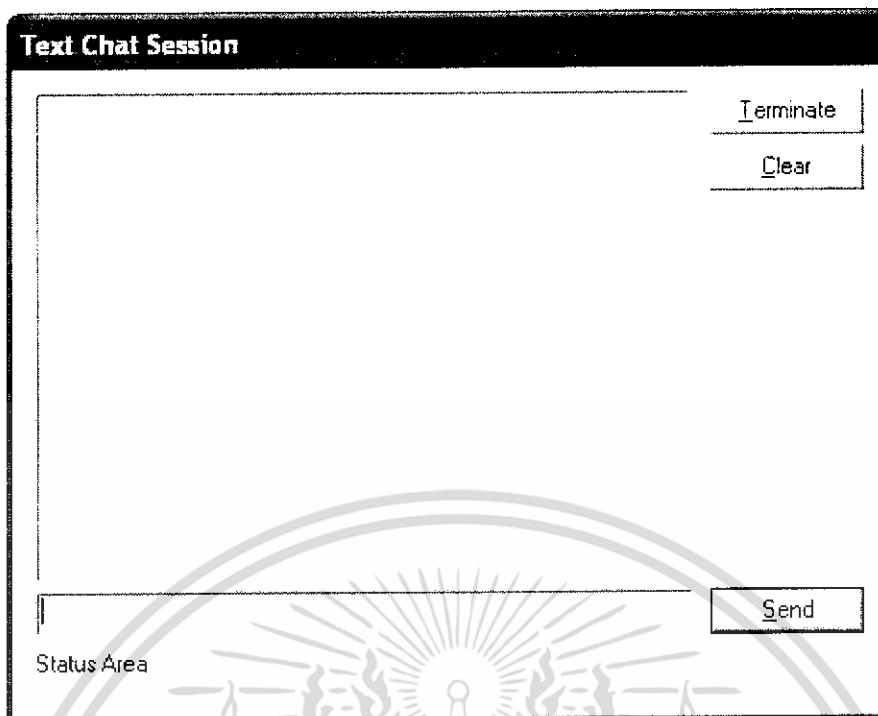 Text Chat Session
Terminate
Clear
Send
Status Area